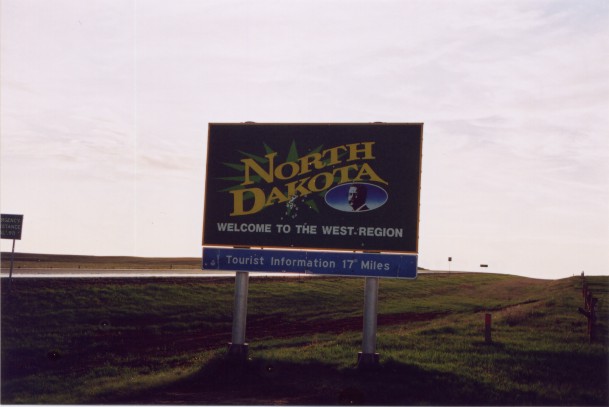 NORTH
DAKOTA
WELCOME TO THE WEST REGION
Tourist Information 17 Miles